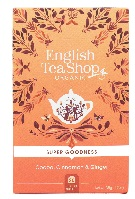 English
Tea Shop
ORGANIC
SUPER GOODNESS
Cocoa, Cinnamon & Ginger